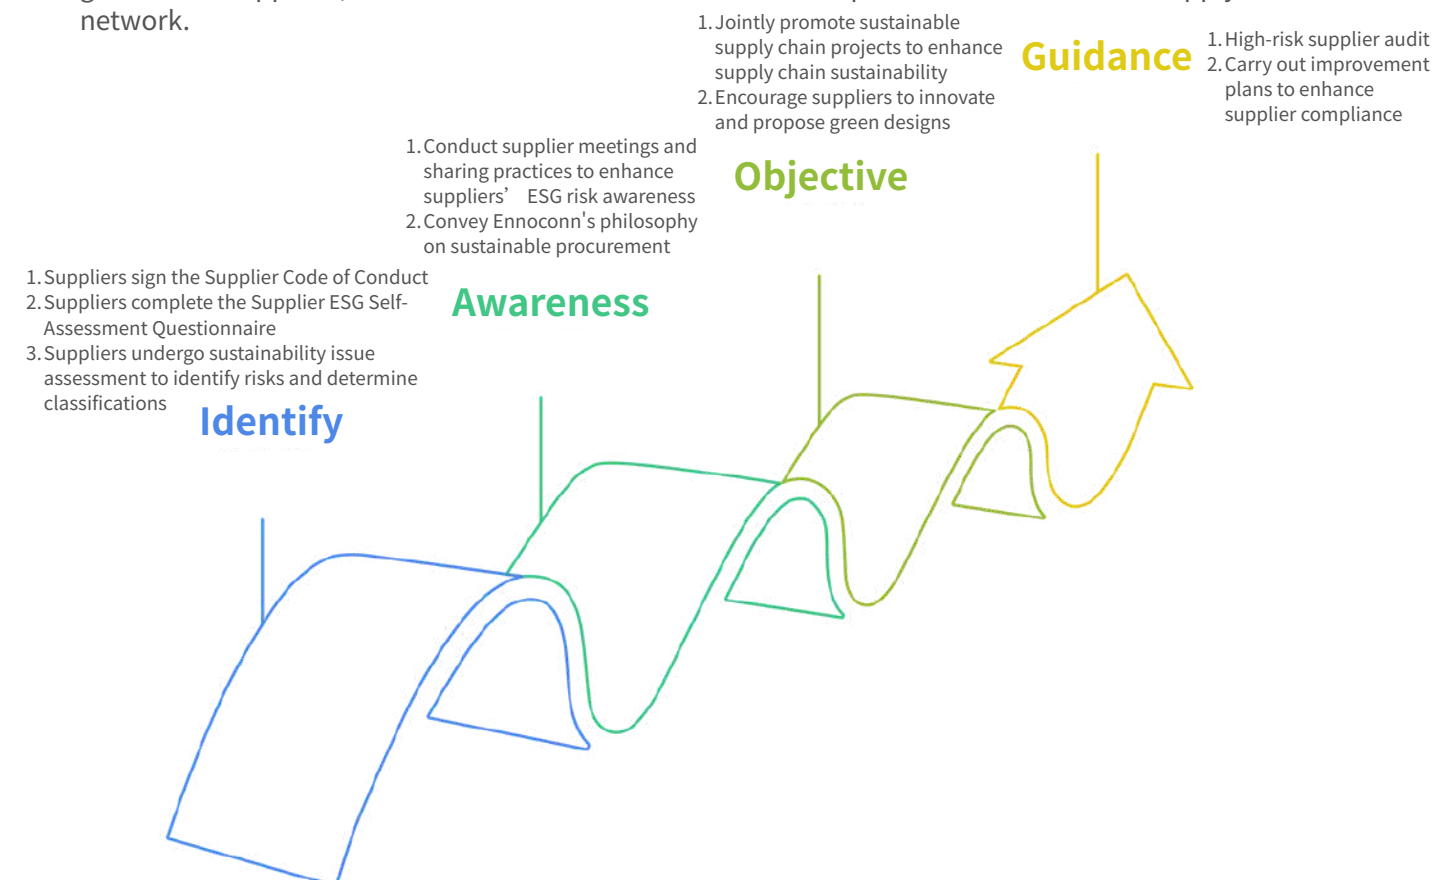 network.
1. Jointly promote sustainable
supply chain projects to enhance
supply chain sustainability
2. Encourage suppliers to innovate
and propose green designs
Guidance
1. High-risk supplier audit
2. Carry out improvement
plans to enhance
supplier compliance
1. Conduct supplier meetings and
sharing practices to enhance
suppliers’ ESG risk awareness
2. Convey Ennoconn's philosophy
on sustainable procurement
Objective
1. Suppliers sign the Supplier Code of Conduct
2. Suppliers complete the Supplier ESG Self-
Assessment Questionnaire
3. Suppliers undergo sustainability issue
assessment to identify risks and determine
classifications
Awareness
Identify